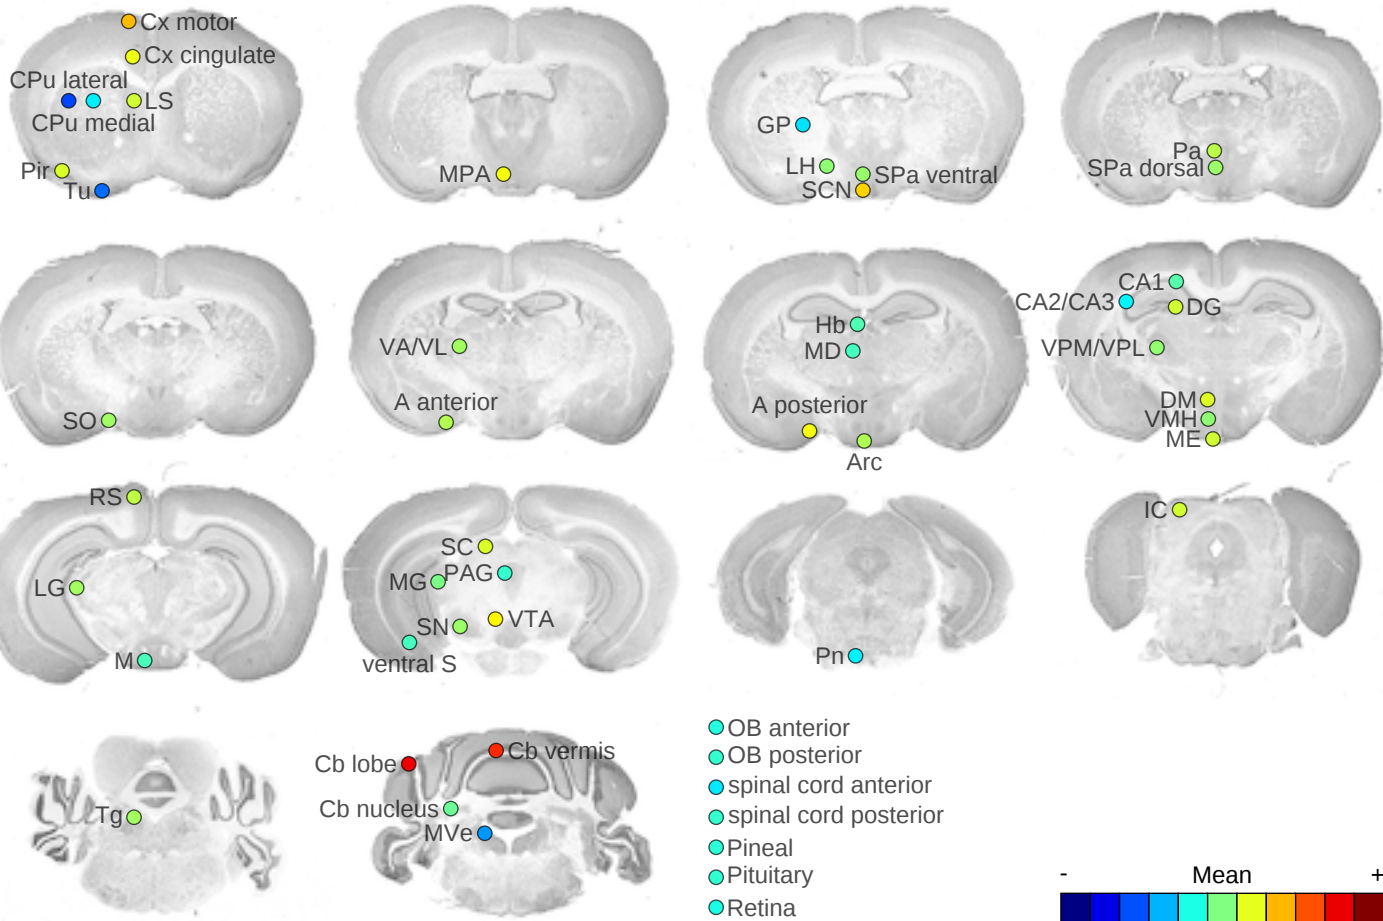 Cx motor
Cx cingulate
CPu lateral
LS
CPu medial
Pir
Tu
MPA
GP
LH
SPa ventral
SCN
Pa
SPa dorsal
SO
VA/VL
A anterior
Hb
MD
A posterior
Arc
CA1
CA2/CA3
DG
VPM/VPL
DM
VMH
ME
RS
LG
M
SC
PAG
MG
VTA
SN
ventral S
Pn
IC
Tg
Cb lobe
Cb vermis
Cb nucleus
MVe
OB anterior
OB posterior
spinal cord anterior
spinal cord posterior
Pineal
Pituitary
Retina
- Mean +